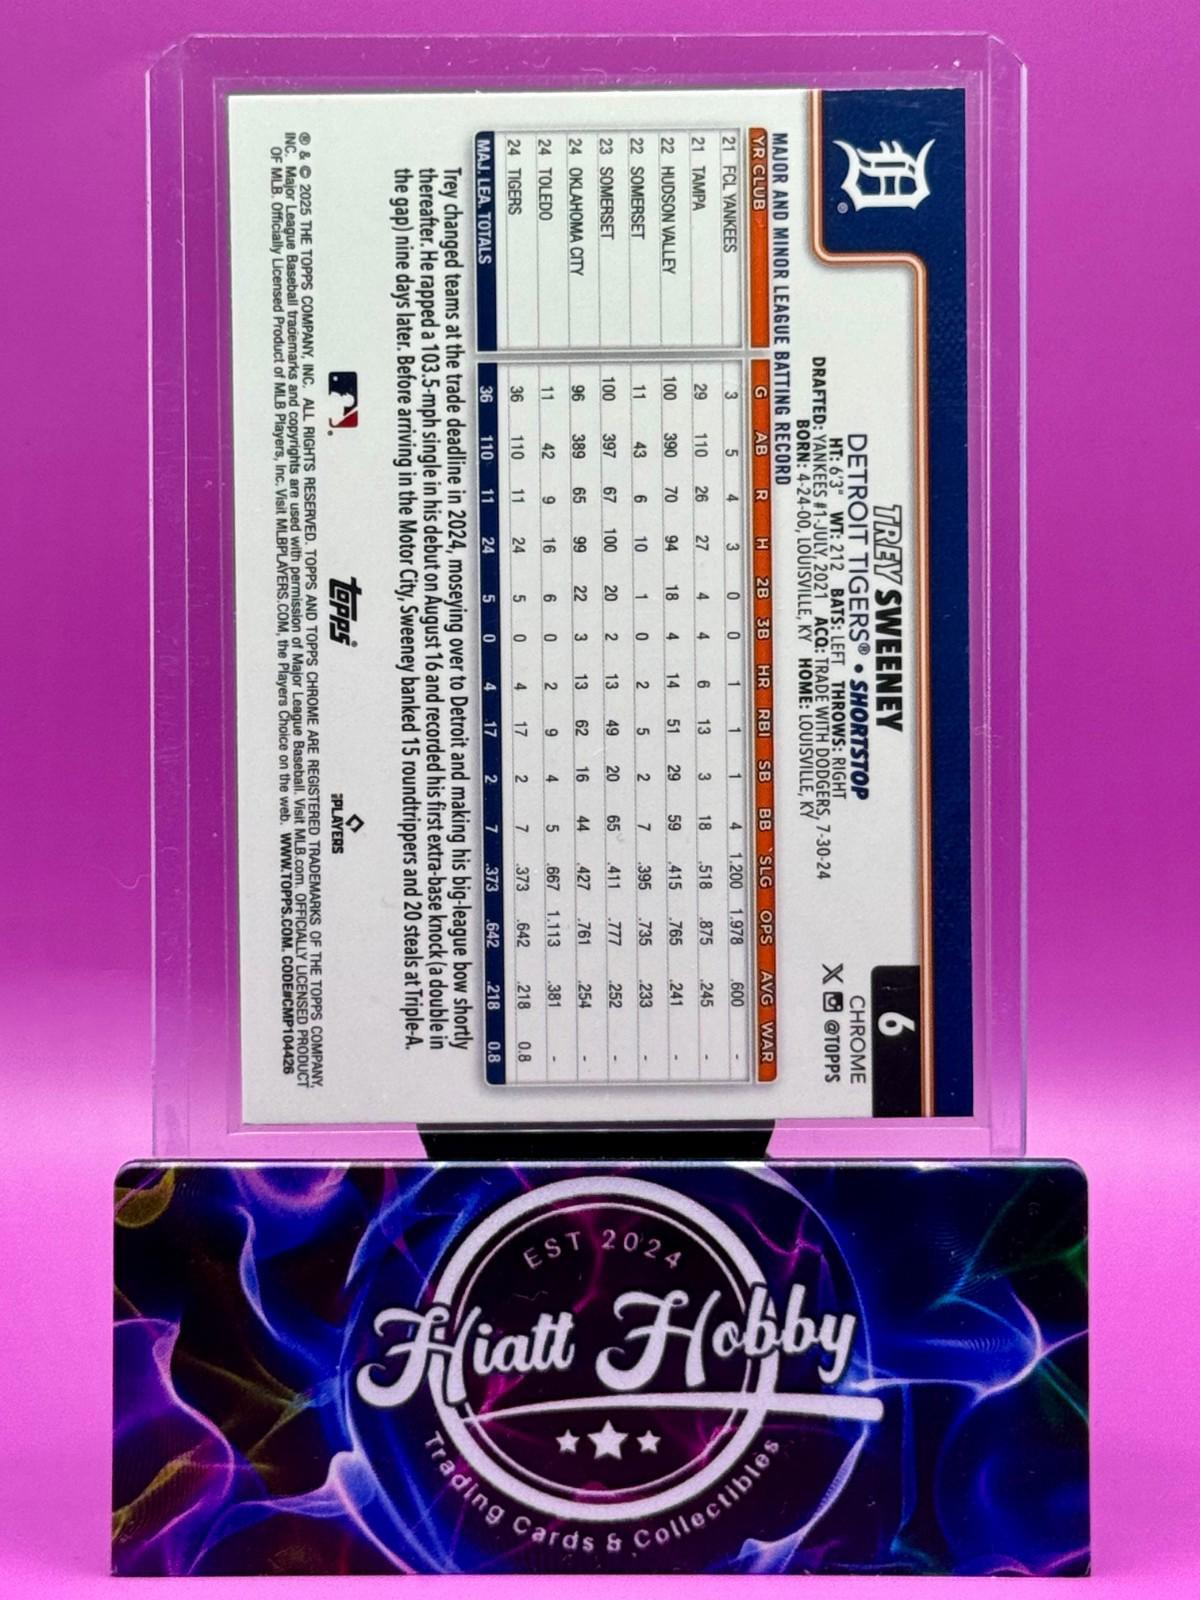 6
CHROME
X @TOPPS
TREY SWEENEY
DETROIT TIGERS® • SHORTSTOP
HT: 6'3" WT: 212 BATS: LEFT THROWS: RIGHT
DRAFTED: YANKEES #1-JULY, 2021 ACQ: TRADE WITH DODGERS, 7-30-24
BORN: 4-24-00, LOUISVILLE, KY HOME: LOUISVILLE, KY
MAJOR AND MINOR LEAGUE BATTING RECORD
YR CLUB G AB R H 2B 3B HR RBI SB BB SLG OPS AVG WAR
21 FCL YANKEES 3 5 4 3 0 0 1 1 1 4 1.200 1.978 .600 -
21 TAMPA 29 110 26 27 4 4 6 13 3 18 .518 .875 .245 -
22 HUDSON VALLEY 100 390 70 94 18 4 14 51 29 59 .415 .765 .241 -
22 SOMERSET 11 43 6 10 1 0 2 5 2 7 .395 .735 .233 -
23 SOMERSET 100 397 67 100 20 2 13 49 20 65 .411 .777 .252 -
24 OKLAHOMA CITY 96 389 65 99 22 3 13 62 16 44 .427 .761 .254 -
24 TOLEDO 11 42 9 16 6 0 2 9 4 5 .667 1.113 .381 -
24 TIGERS 36 110 11 24 5 0 4 17 2 7 .373 .642 .218 0.8
MAJ. LEA. TOTALS 36 110 11 24 5 0 4 17 2 7 .373 .642 .218 0.8
Trey changed teams at the trade deadline in 2024, moseying over to Detroit and making his big-league bow shortly
thereafter. He rapped a 103.5-mph single in his debut on August 16 and recorded his first extra-base knock (a double in
the gap) nine days later. Before arriving in the Motor City, Sweeney banked 15 roundtrippers and 20 steals at Triple-A.
topps
PLAYERS
® & © 2025 THE TOPPS COMPANY, INC. ALL RIGHTS RESERVED. TOPPS AND TOPPS CHROME ARE REGISTERED TRADEMARKS OF THE TOPPS COMPANY,
INC. Major League Baseball trademarks and copyrights are used with permission of Major League Baseball. Visit MLB.com. OFFICIALLY LICENSED PRODUCT
OF MLB. Officially Licensed Product of MLB Players, Inc. Visit MLBPLAYERS.COM, the Players Choice on the web. WWW.TOPPS.COM. CODE#CMP104426
EST 2024
Hiatt Hobby
Trading Cards & Collectibles